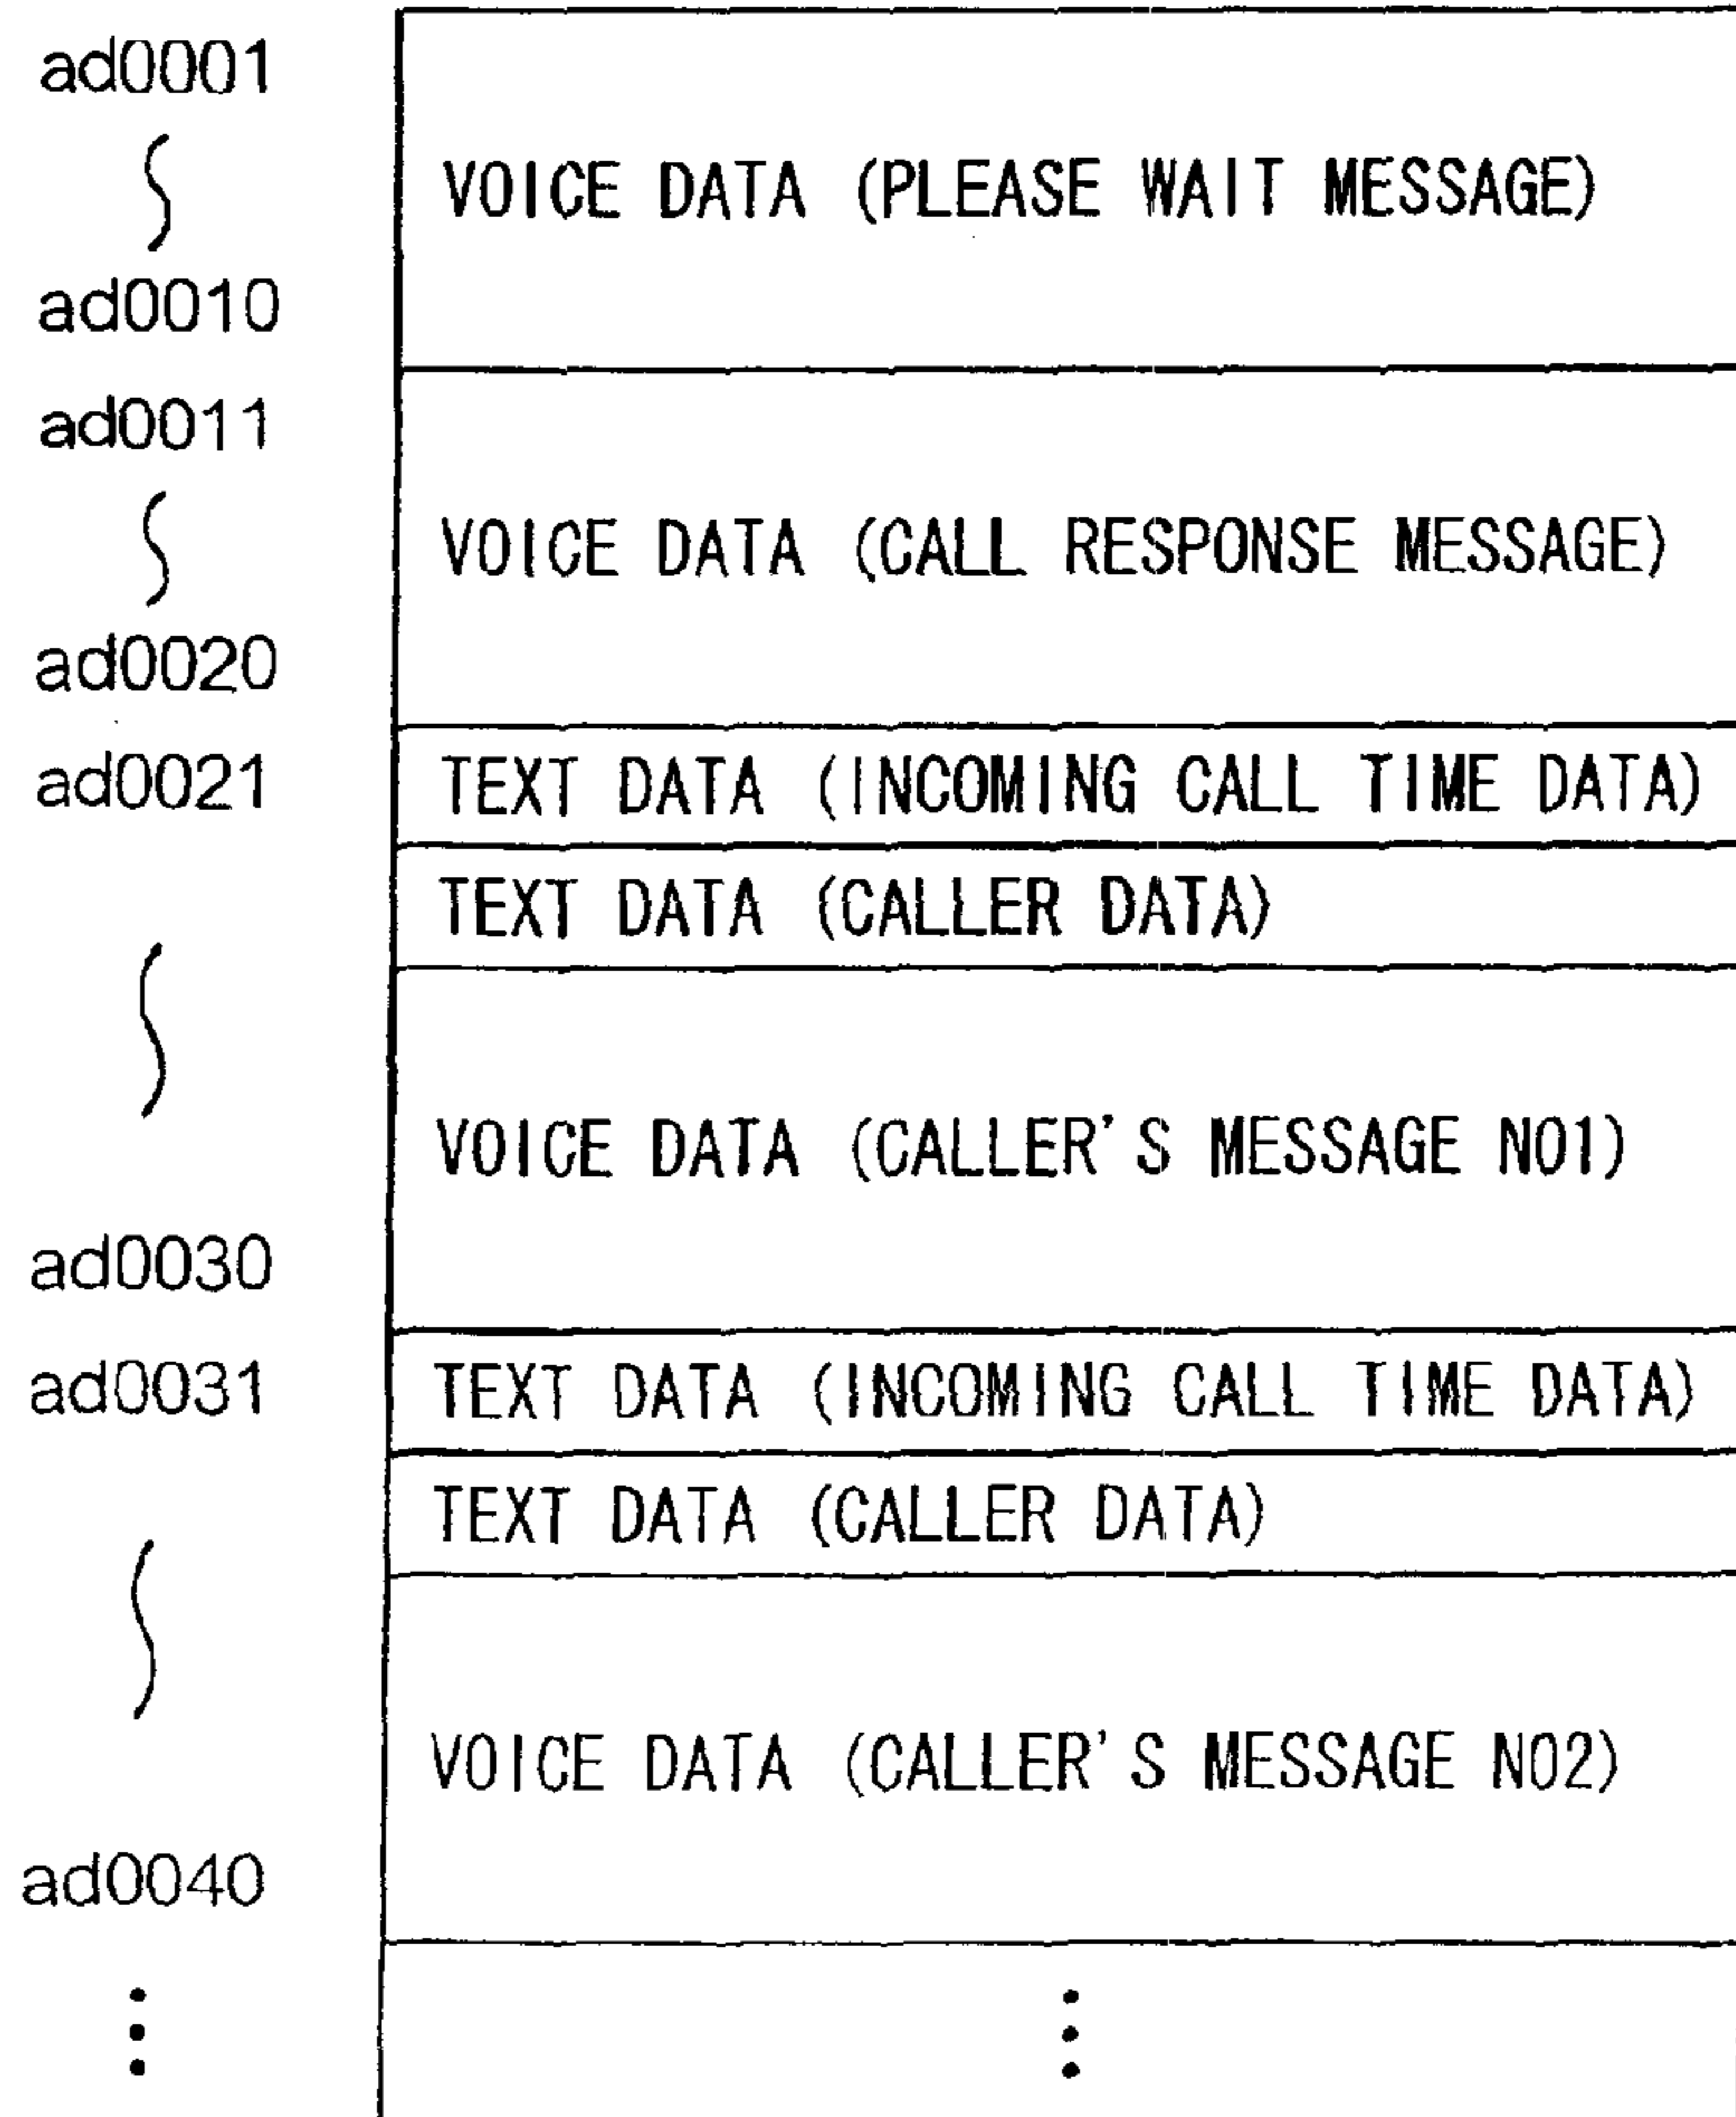 ad0001
VOICE DATA (PLEASE WAIT MESSAGE)
ad0010
ad0011
VOICE DATA (CALL RESPONSE MESSAGE)
ad0020
ad0021 TEXT DATA (INCOMING CALL TIME DATA)
TEXT DATA (CALLER DATA)
VOICE DATA (CALLER'S MESSAGE NO1)
ad0030
ad0031 TEXT DATA (INCOMING CALL TIME DATA)
TEXT DATA (CALLER DATA)
VOICE DATA (CALLER'S MESSAGE NO2)
ad0040